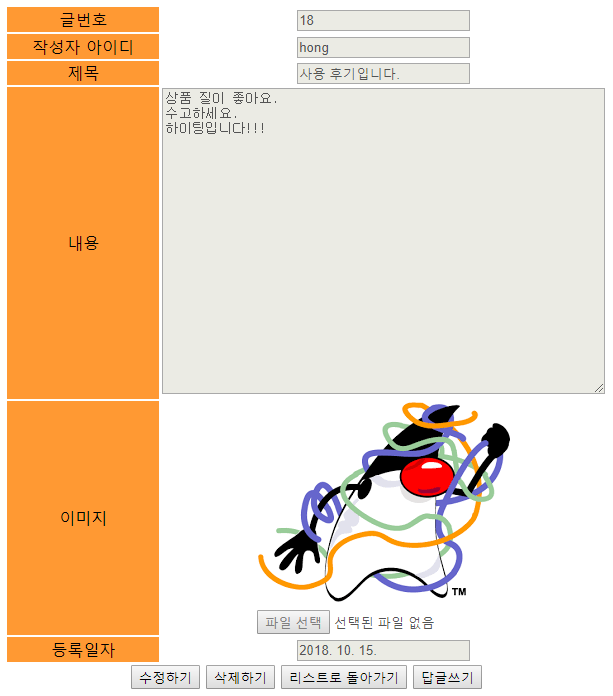 글번호 18
작성자 아이디 hong
제목 사용 후기입니다.
내용
상품 질이 좋아요.
수고하세요.
하이팅입니다!!!
이미지
TM
파일 선택 선택된 파일 없음
등록일자 2018. 10. 15.
수정하기 삭제하기 리스트로 돌아가기 답글쓰기